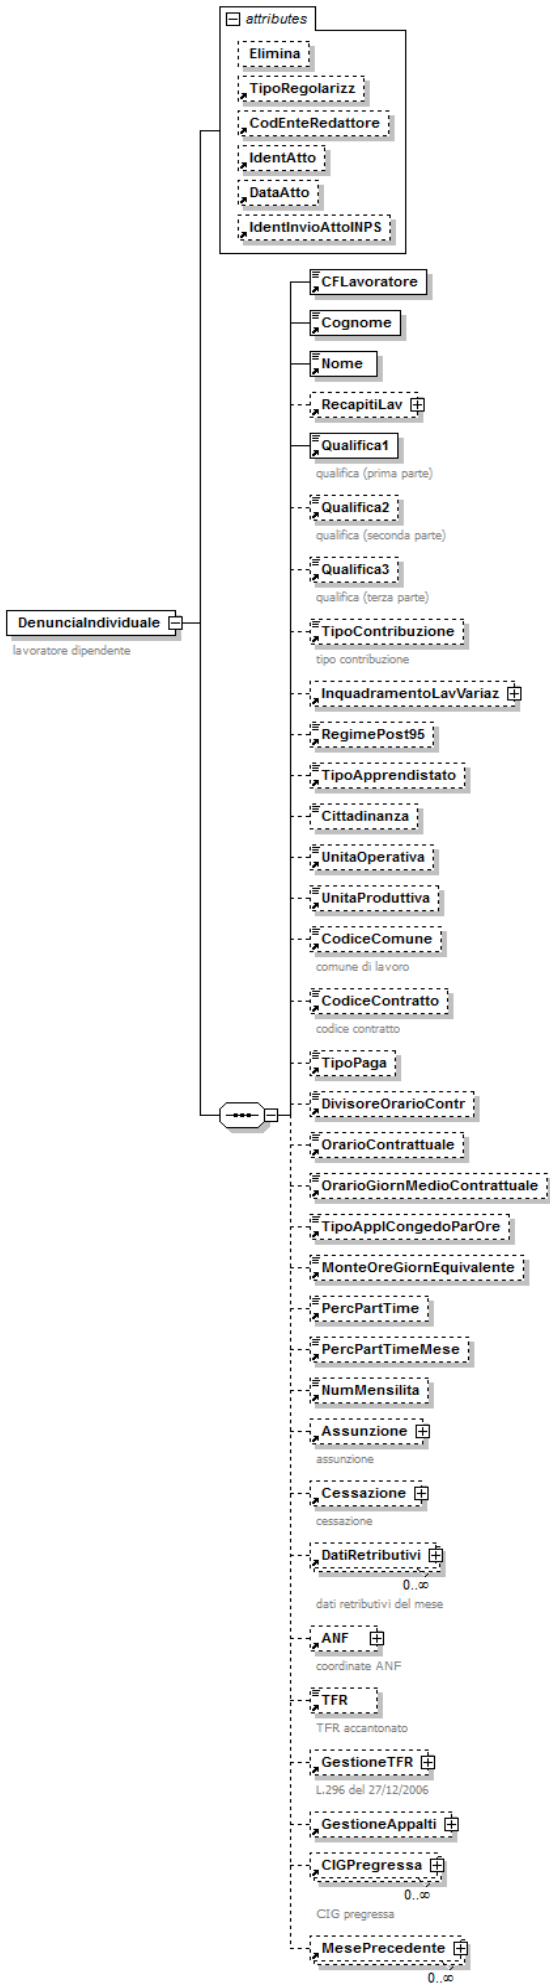 attributes
Elimina
TipoRegolarizz
CodEnteRedattore
IdentAtto
DataAtto
IdentInvioAttoINPS
CFLavoratore
Cognome
Nome
RecapitiLav
Qualifica1
qualifica (prima parte)
Qualifica2
qualifica (seconda parte)
Qualifica3
qualifica (terza parte)
DenunciaIndividuale
lavoratore dipendente
TipoContribuzione
tipo contribuzione
InquadramentoLavVariaz
RegimePost95
TipoApprendistato
Cittadinanza
UnitaOperativa
UnitaProduttiva
CodiceComune
comune di lavoro
CodiceContratto
codice contratto
TipoPaga
DivisoreOrarioContr
OrarioContrattuale
OrarioGiornMedioContrattuale
TipoApplCongedoParOre
MonteOreGiornEquivalente
PercPartTime
PercPartTimeMese
NumMensilita
Assunzione
assunzione
Cessazione
cessazione
DatiRetributivi
0..∞
dati retributivi del mese
ANF
coordinate ANF
TFR
TFR accantonato
GestioneTFR
L.296 del 27/12/2006
GestioneAppalti
CIGPregressa
0..∞
CIG pregressa
MesePrecedente
0..∞